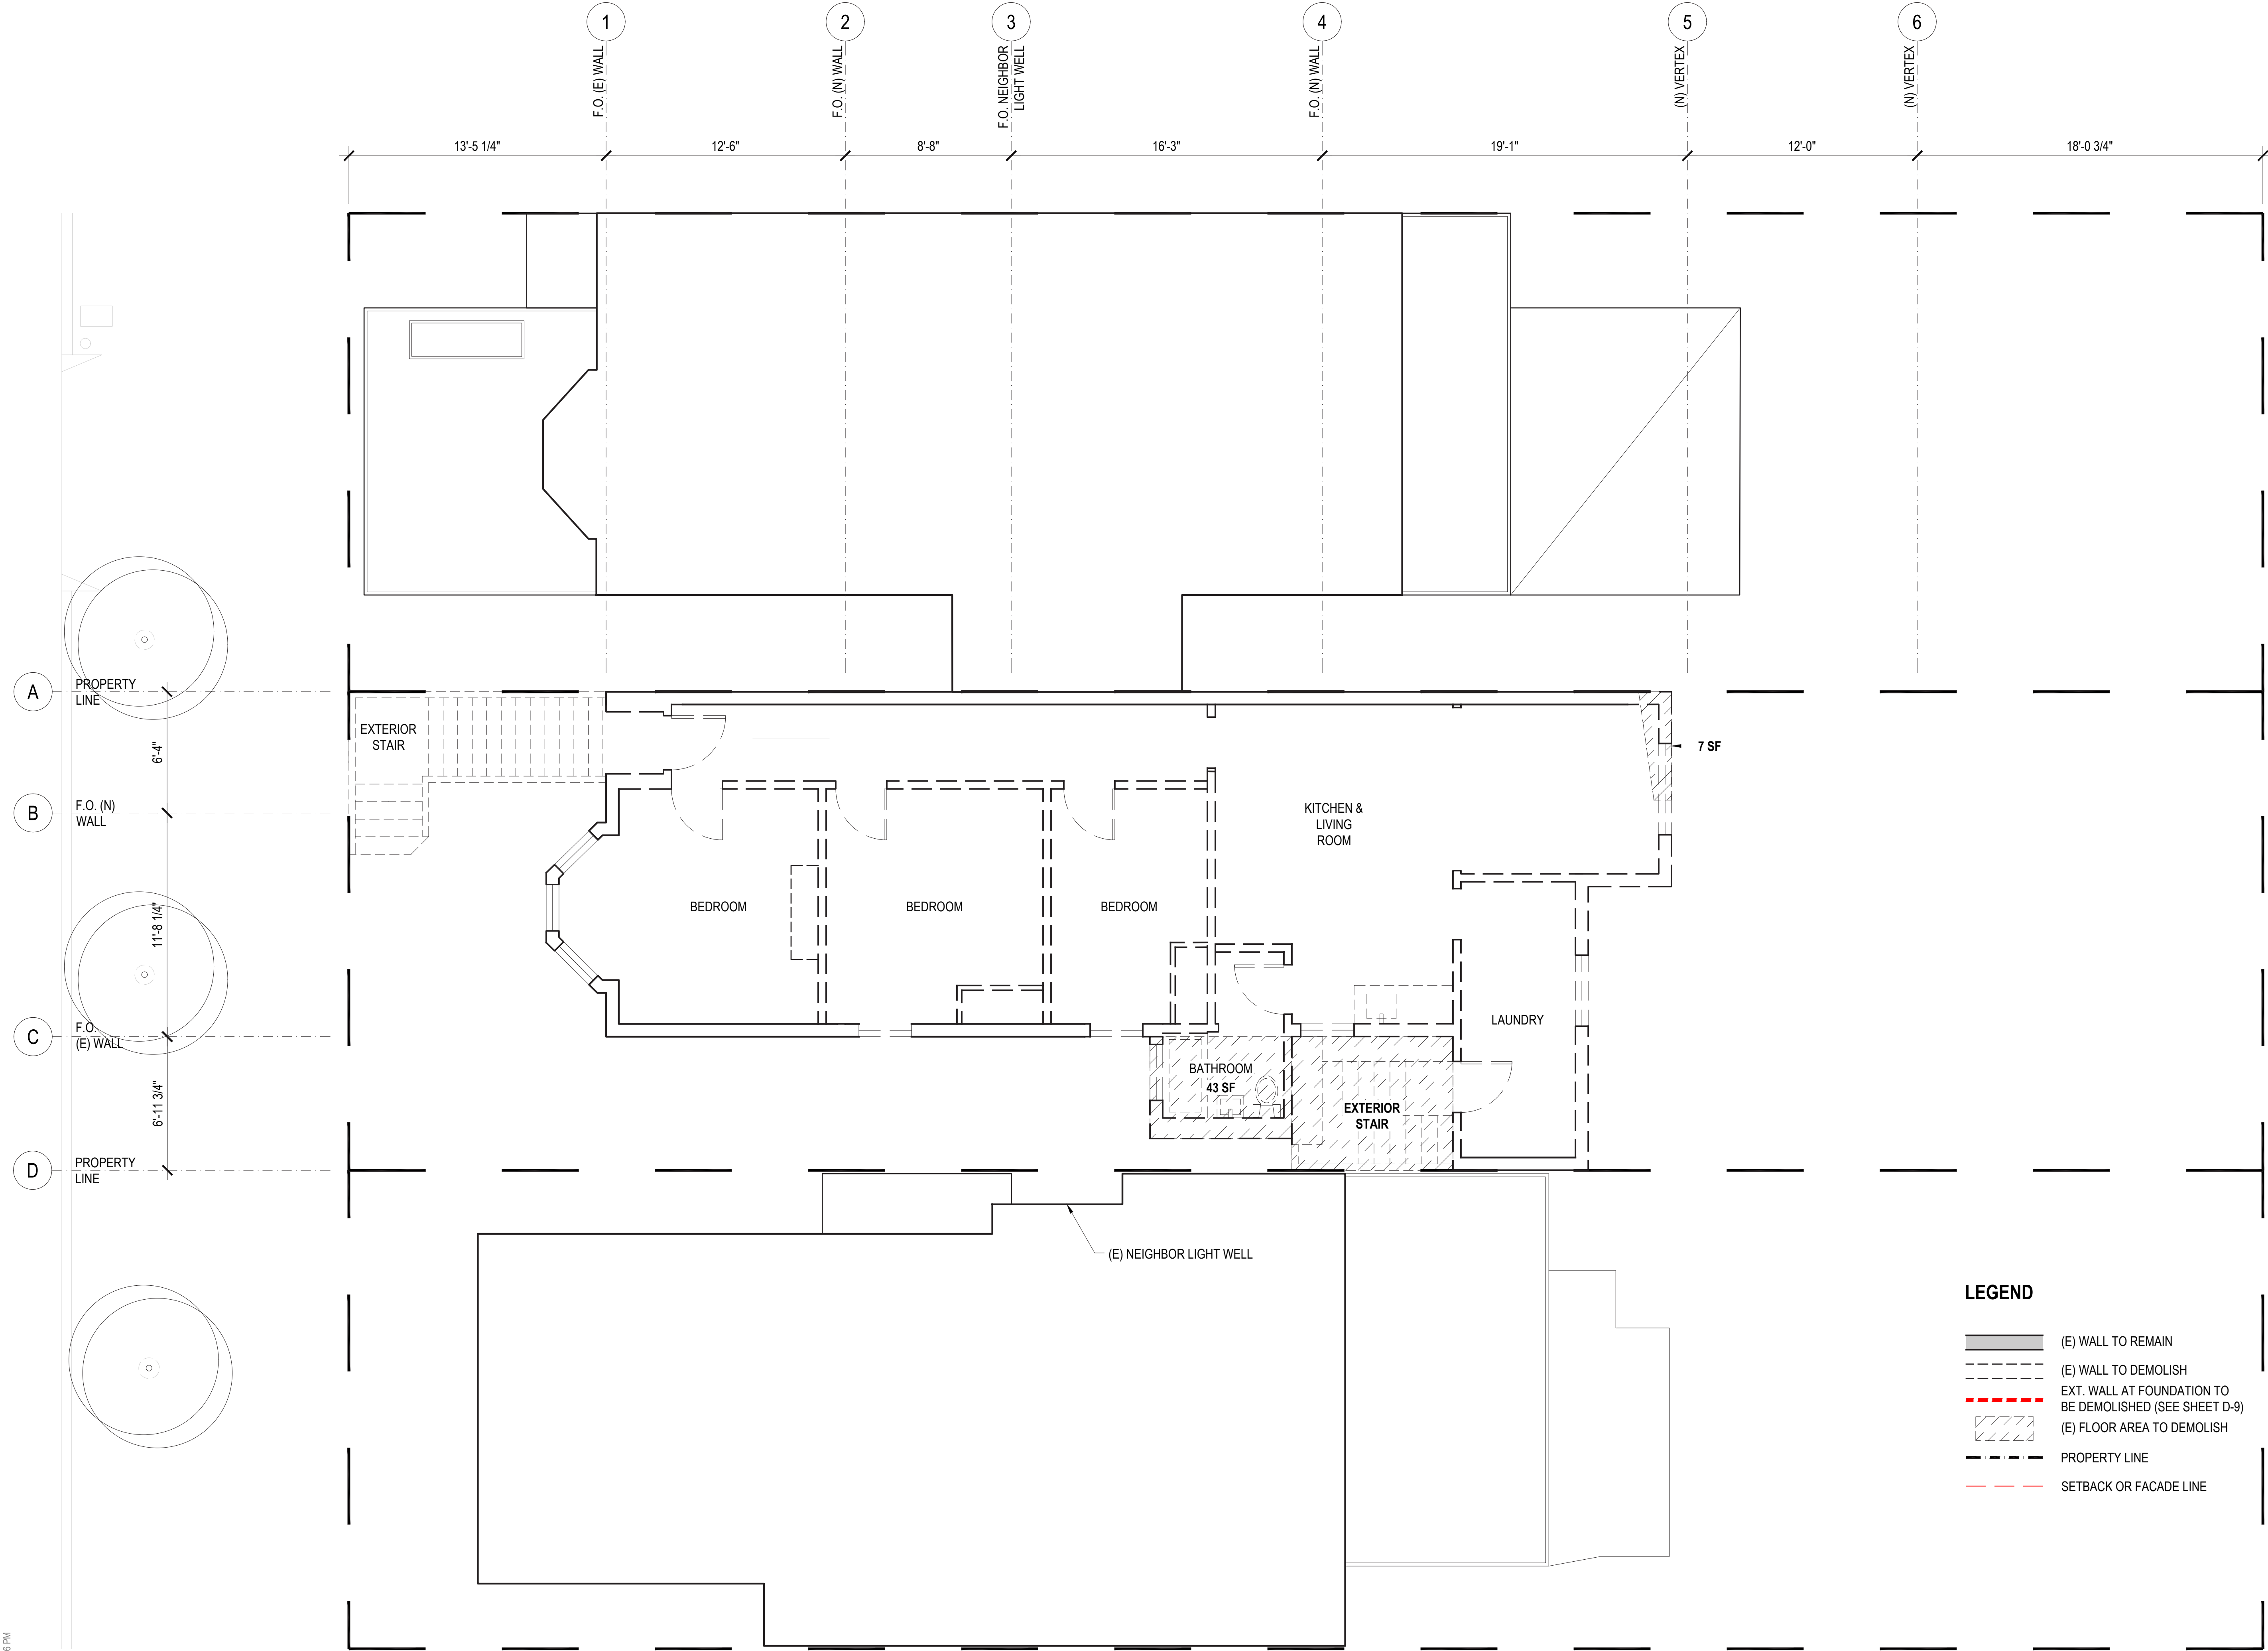 1
2
3
4
5
6
F.O. (E) WALL
F.O. (N) WALL
F.O. NEIGHBOR
LIGHT WELL
F.O. (N) WALL
(N) VERTEX
(N) VERTEX
13'-5 1/4"
12'-6"
8'-8"
16'-3"
19'-1"
12'-0"
18'-0 3/4"
A
PROPERTY
LINE
6'-4"
B
F.O. (N)
WALL
11'-8 1/4"
C
F.O.
(E) WALL
6'-11 3/4"
D
PROPERTY
LINE
EXTERIOR
STAIR
7 SF
KITCHEN &
LIVING
ROOM
BEDROOM
BEDROOM
BEDROOM
LAUNDRY
BATHROOM
43 SF
EXTERIOR
STAIR
(E) NEIGHBOR LIGHT WELL
LEGEND
(E) WALL TO REMAIN
(E) WALL TO DEMOLISH
EXT. WALL AT FOUNDATION TO
BE DEMOLISHED (SEE SHEET D-9)
(E) FLOOR AREA TO DEMOLISH
PROPERTY LINE
SETBACK OR FACADE LINE
6 PM